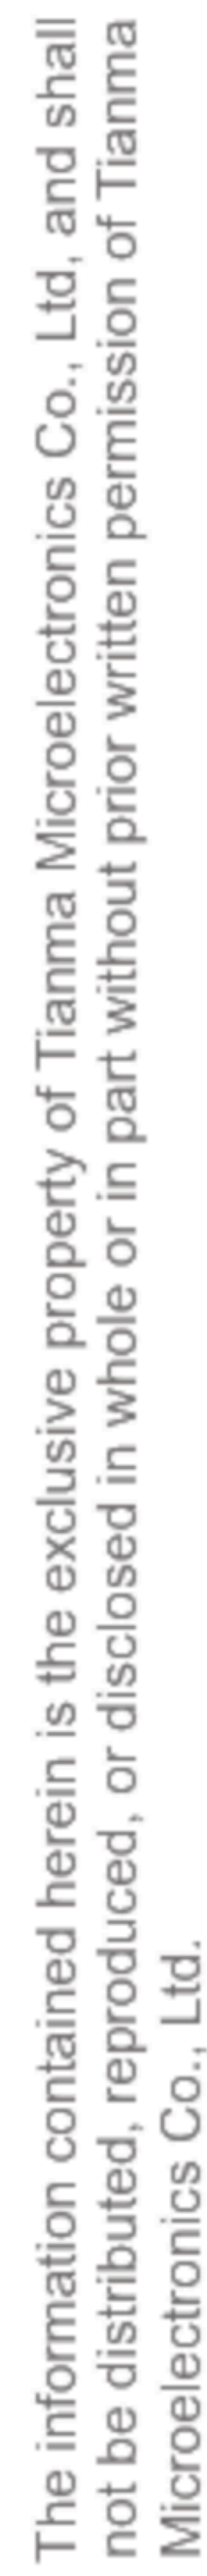 The information contained herein is the exclusive property of Tianma Microelectronics Co., Ltd, and shall
not be distributed, reproduced, or disclosed in whole or in part without prior written permission of Tianma
Microelectronics Co., Ltd.